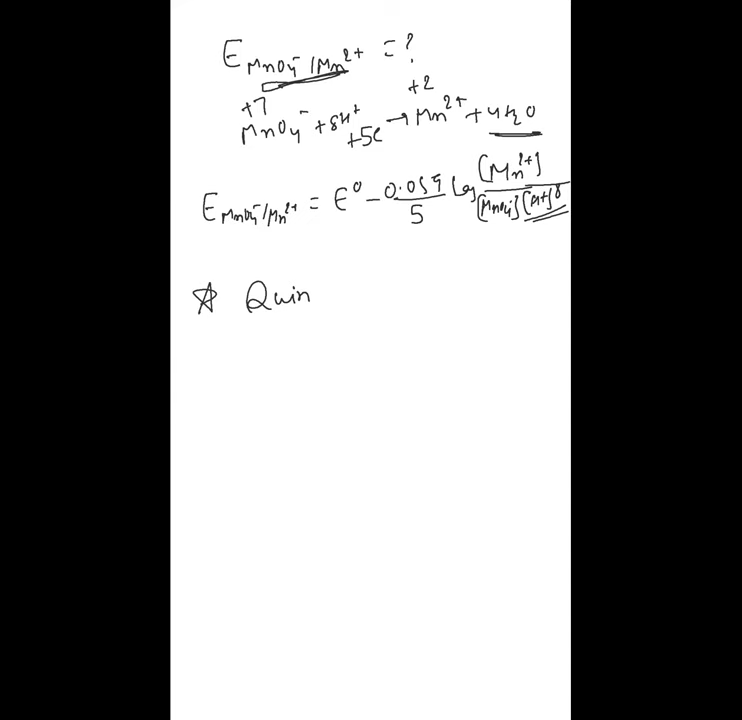 E MnO4⁻/Mn²⁺ = ?
+7 +2
MnO4⁻ + 8H⁺ + 5e → Mn²⁺ + 4H2O
E MnO4⁻/Mn²⁺ = E⁰ - 0.059/5 log [Mn²⁺]/[MnO4⁻][H⁺]⁸
☆ Quin